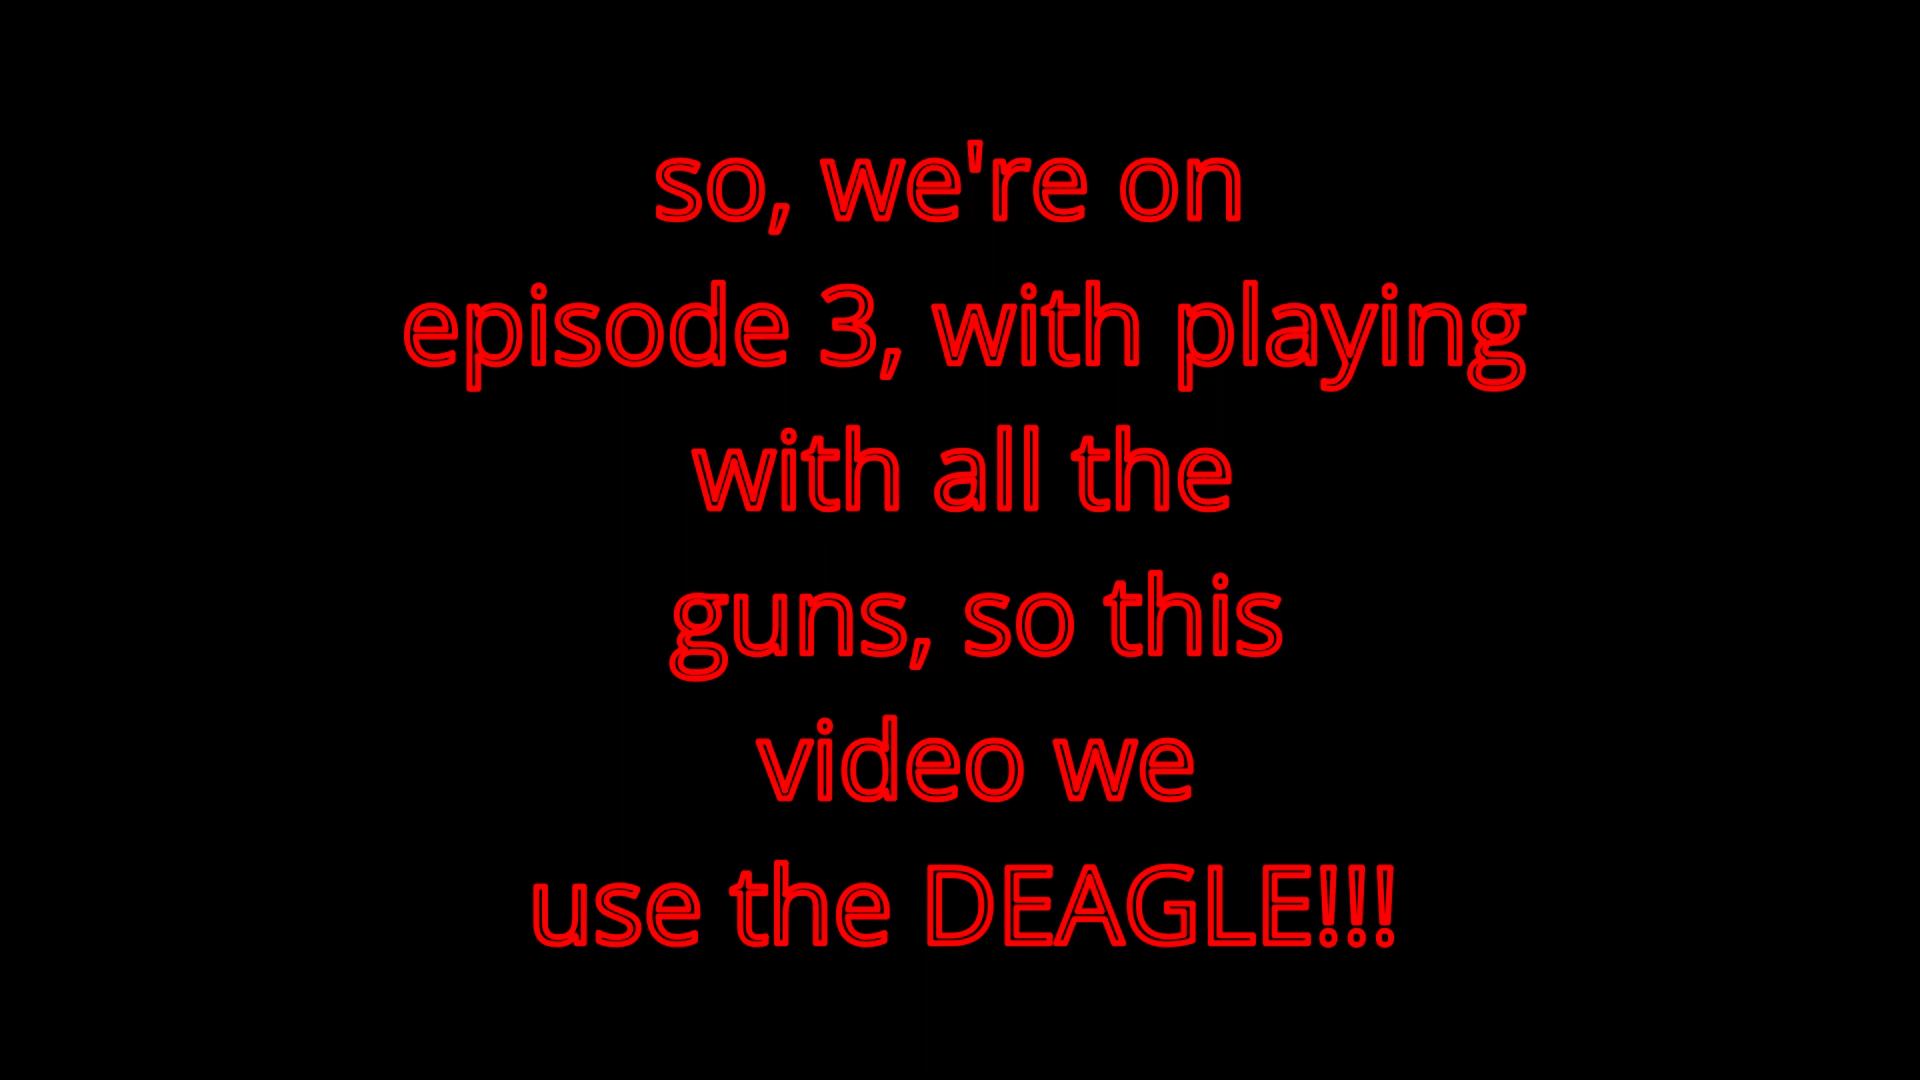 so, we're on
episode 3, with playing
with all the
guns, so this
video we
use the DEAGLE!!!